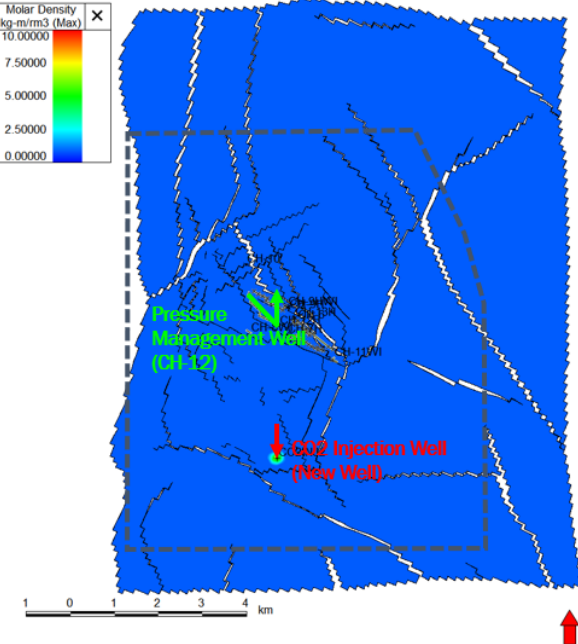 Molar Density
kg-m/rm3 (Max)
10.00000
7.50000
5.00000
2.50000
0.00000
Pressure
Management Well
(CH-12)
CH-11WI
CO2 Injection Well
(New Well)
1 0 1 2 3 4 km